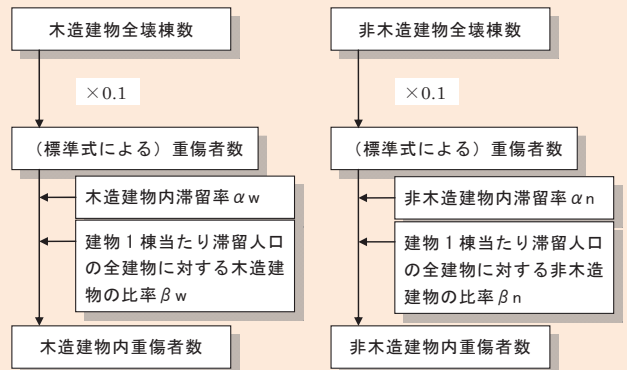 木造建物全壊棟数
×0.1
(標準式による)重傷者数
木造建物内滞留率αw
建物1棟当たり滞留人口
の全建物に対する木造建
物の比率βw
木造建物内重傷者数
非木造建物全壊棟数
×0.1
(標準式による)重傷者数
非木造建物内滞留率αn
建物1棟当たり滞留人口
の全建物に対する非木造
建物の比率βn
非木造建物内重傷者数